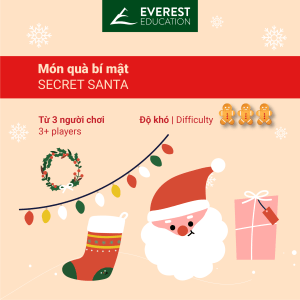 EVEREST
EDUCATION
Món quà bí mật
SECRET SANTA
Từ 3 người chơi
3+ players
Độ khó | Difficulty